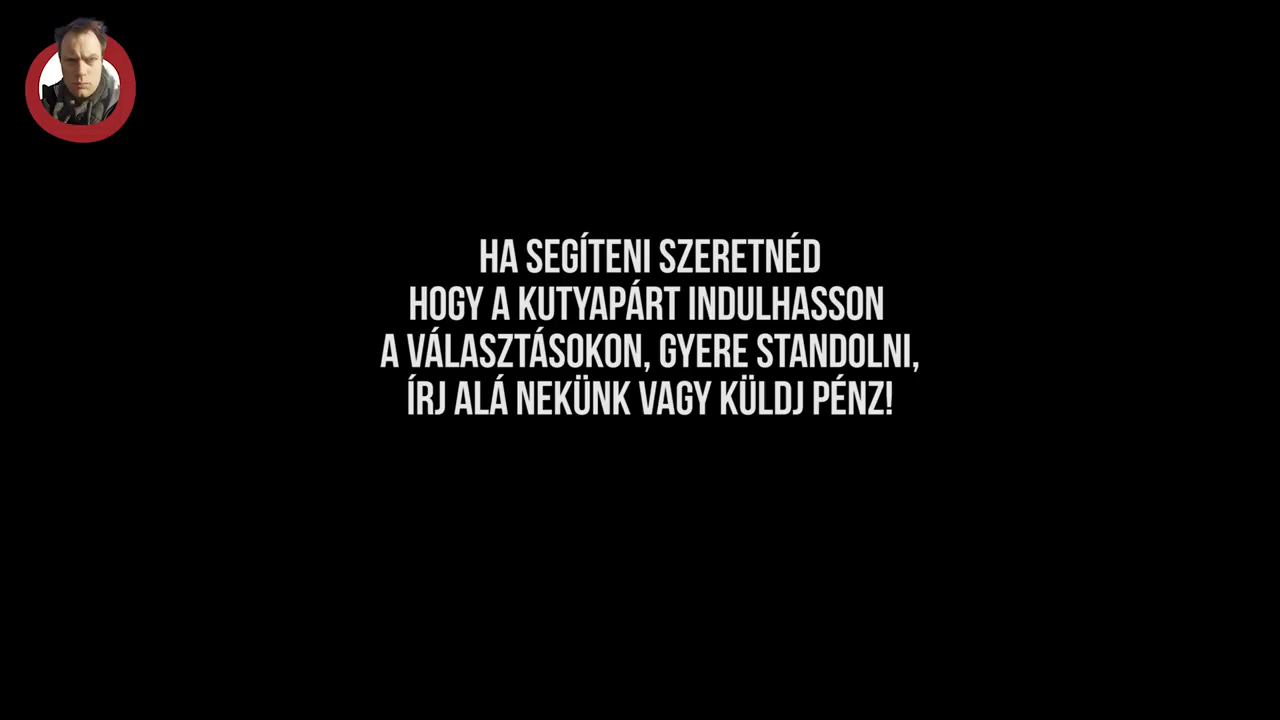 HA SEGÍTENI SZERETNÉD
HOGY A KUTYAPÁRT INDULHASSON
A VÁLASZTÁSOKON, GYERE STANDOLNI,
ÍRJ ALÁ NEKÜNK VAGY KÜLDJ PÉNZ!